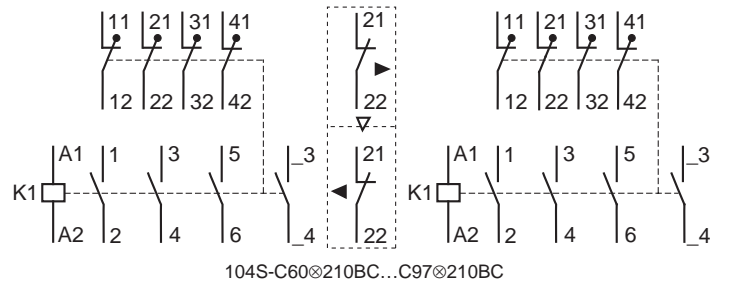 11 21 31 41 21 11 21 31 41
12 22 32 42 22 12 22 32 42
A1 1 3 5 _3 21 A1 1 3 5 _3
K1 K1
A2 2 4 6 _4 22 A2 2 4 6 _4
104S-C60⊗210BC...C97⊗210BC